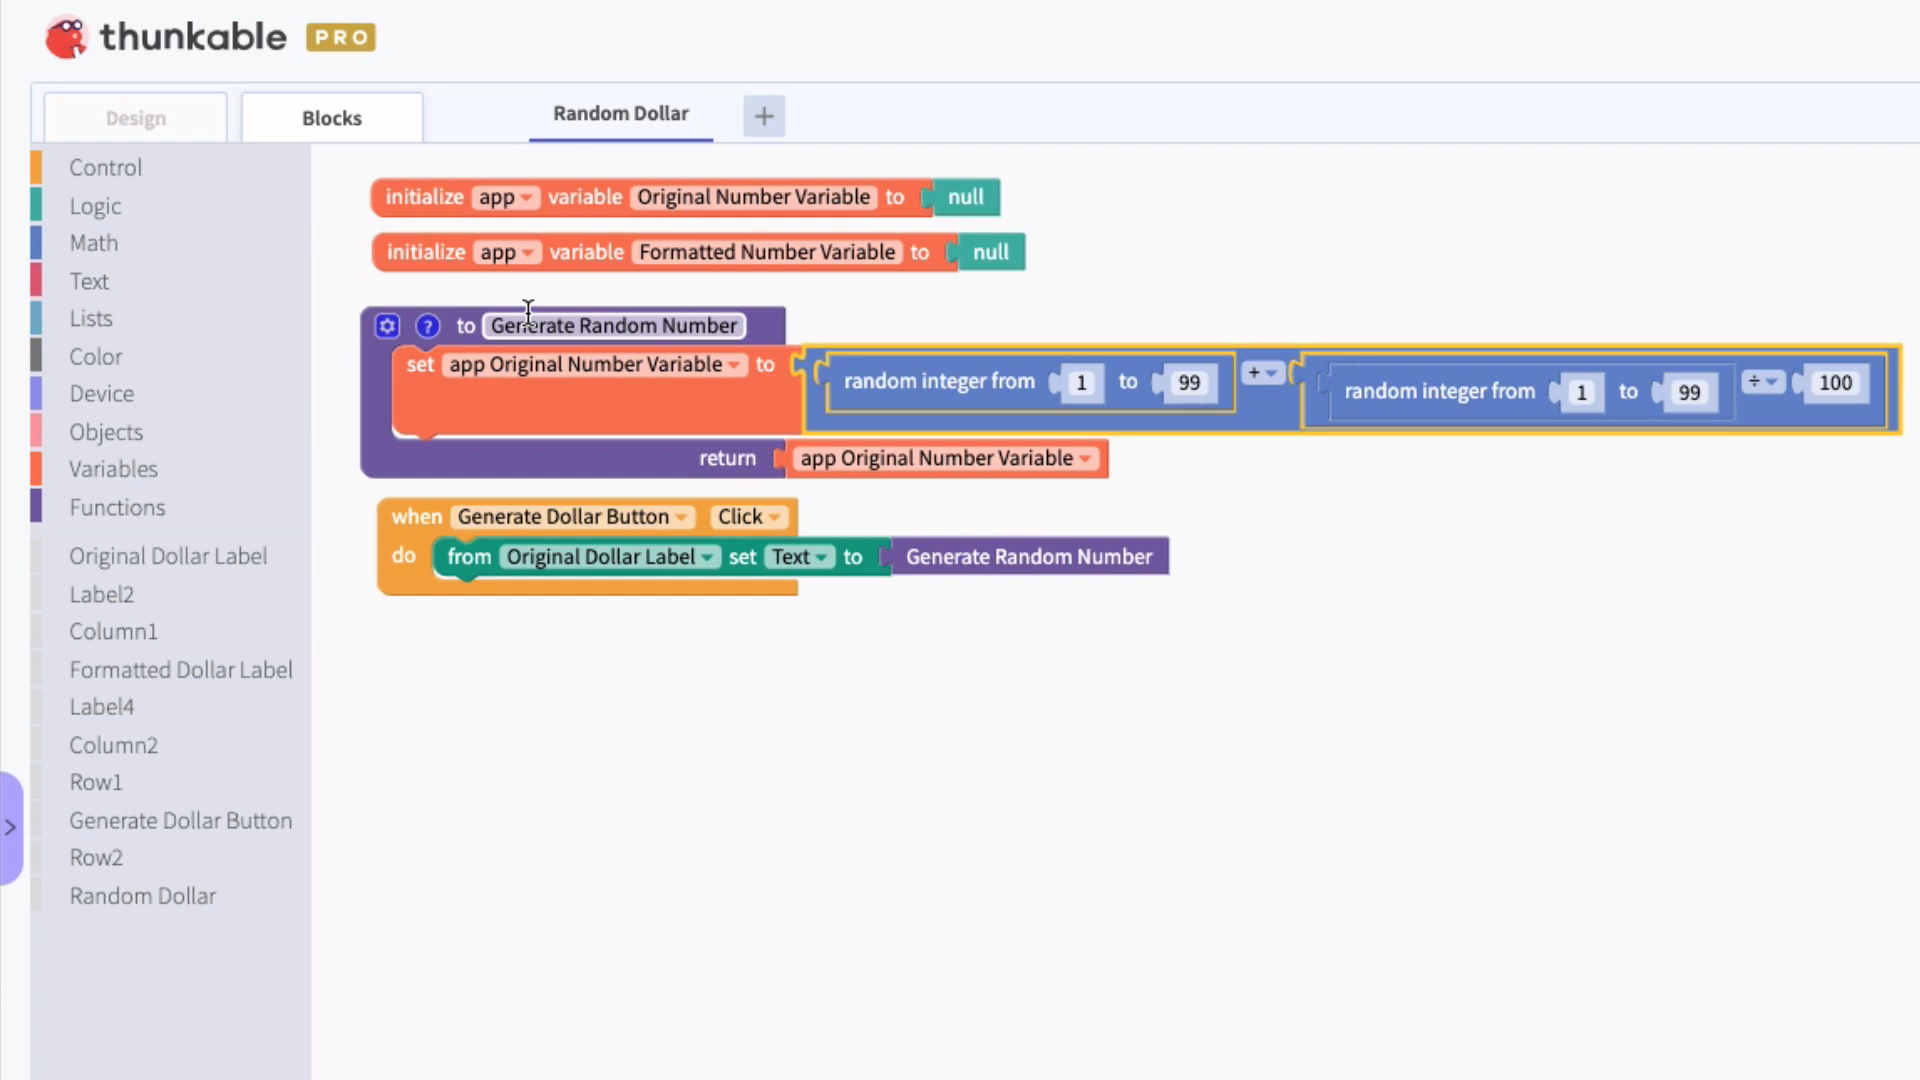 thunkable PRO
Design Blocks Random Dollar +
Control
Logic
Math
Text
Lists
Color
Device
Objects
Variables
Functions
Original Dollar Label
Label2
Column1
Formatted Dollar Label
Label4
Column2
Row1
Generate Dollar Button
Row2
Random Dollar
initialize app variable Original Number Variable to null
initialize app variable Formatted Number Variable to null
? to Generate Random Number
set app Original Number Variable to random integer from 1 to 99 + random integer from 1 to 99 ÷ 100
return app Original Number Variable
when Generate Dollar Button Click
do from Original Dollar Label set Text to Generate Random Number